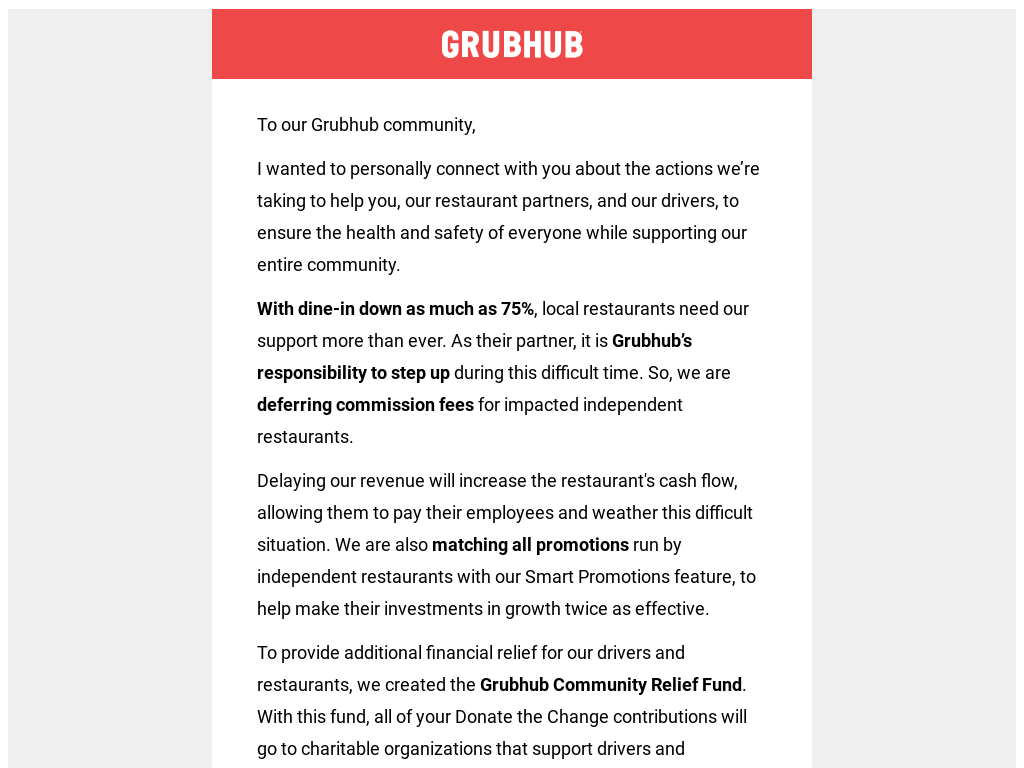 GRUBHUB
To our Grubhub community,
I wanted to personally connect with you about the actions we’re
taking to help you, our restaurant partners, and our drivers, to
ensure the health and safety of everyone while supporting our
entire community.
With dine-in down as much as 75%, local restaurants need our
support more than ever. As their partner, it is Grubhub’s
responsibility to step up during this difficult time. So, we are
deferring commission fees for impacted independent
restaurants.
Delaying our revenue will increase the restaurant's cash flow,
allowing them to pay their employees and weather this difficult
situation. We are also matching all promotions run by
independent restaurants with our Smart Promotions feature, to
help make their investments in growth twice as effective.
To provide additional financial relief for our drivers and
restaurants, we created the Grubhub Community Relief Fund.
With this fund, all of your Donate the Change contributions will
go to charitable organizations that support drivers and